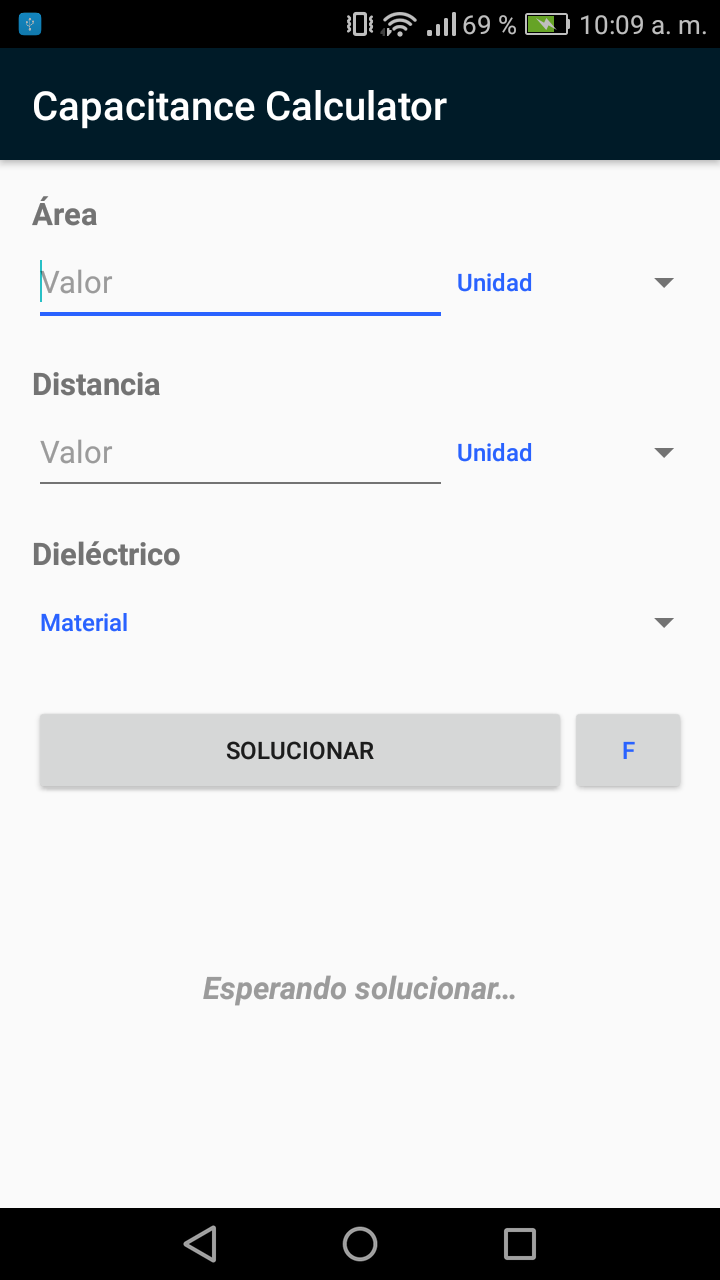 69 % 10:09 a. m.
Capacitance Calculator
Área
Valor Unidad
Distancia
Valor Unidad
Dieléctrico
Material
SOLUCIONAR F
Esperando solucionar...